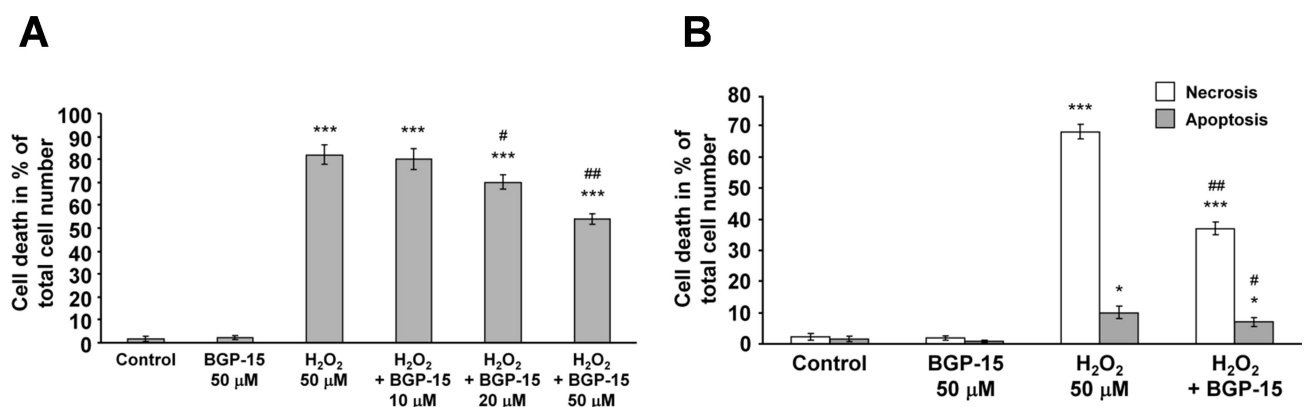 A
Cell death in % of
total cell number
100
90
80
70
60
50
40
30
20
10
0
***
***
#
***
##
***
Control
BGP-15
50 μM
H₂O₂
50 μM
H₂O₂
+ BGP-15
10 μM
H₂O₂
+ BGP-15
20 μM
H₂O₂
+ BGP-15
50 μM
B
Cell death in % of
total cell number
80
70
60
50
40
30
20
10
0
Necrosis
Apoptosis
***
*
##
***
#
*
Control
BGP-15
50 μM
H₂O₂
50 μM
H₂O₂
+ BGP-15